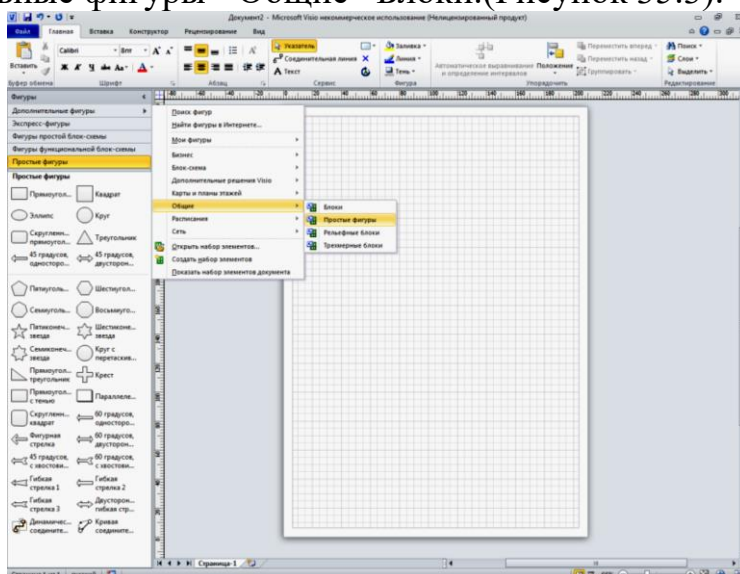 фигуры - Общие - Блоки.(Рисунок 35.3).
Документ2 - Microsoft Visio некоммерческое использование (Нелицензированный продукт)
Файл Главная Вставка Конструктор Рецензирование Вид
Вставить
Calibri 8пт
Указатель
Соединительная линия
Текст
Заливка
Линия
Тень
Автоматическое выравнивание и определение интервалов
Положение
Переместить вперед
Переместить назад
Группировать
Поиск
Слои
Выделить
Буфер обмена Шрифт Абзац Сервис Фигура Упорядочить Редактирование
Фигуры
Дополнительные фигуры
Экспресс-фигуры
Фигуры простой блок-схемы
Фигуры функциональной блок-схемы
Простые фигуры
Простые фигуры
Прямоугол... Квадрат
Эллипс Круг
Скругленн... прямоугол... Треугольник
45 градусов, односторо... 45 градусов, двусторон...
Пятиуголь... Шестиугол...
Семиуголь... Восьмиуго...
Пятиконеч... звезда Шестиконе... звезда
Семиконеч... звезда Круг с перетаскив...
Прямоугол... треугольник Крест
Прямоугол... с тенью Параллеле...
Скругленн... квадрат 60 градусов, односторо...
Фигурная стрелка 60 градусов, двусторон...
45 градусов, с хвостови... 60 градусов, с хвостови...
Гибкая стрелка 1 Гибкая стрелка 2
Гибкая стрелка 3 Двусторон... гибкая стр...
Динамичес... соедините... Кривая соедините...
Поиск фигур
Найти фигуры в Интернете...
Мои фигуры
Бизнес
Блок-схема
Дополнительные решения Visio
Карты и планы этажей
Общие
Расписания
Сеть
Открыть набор элементов...
Создать набор элементов
Показать набор элементов документа
Блоки
Простые фигуры
Рельефные блоки
Трехмерные блоки
Страница-1